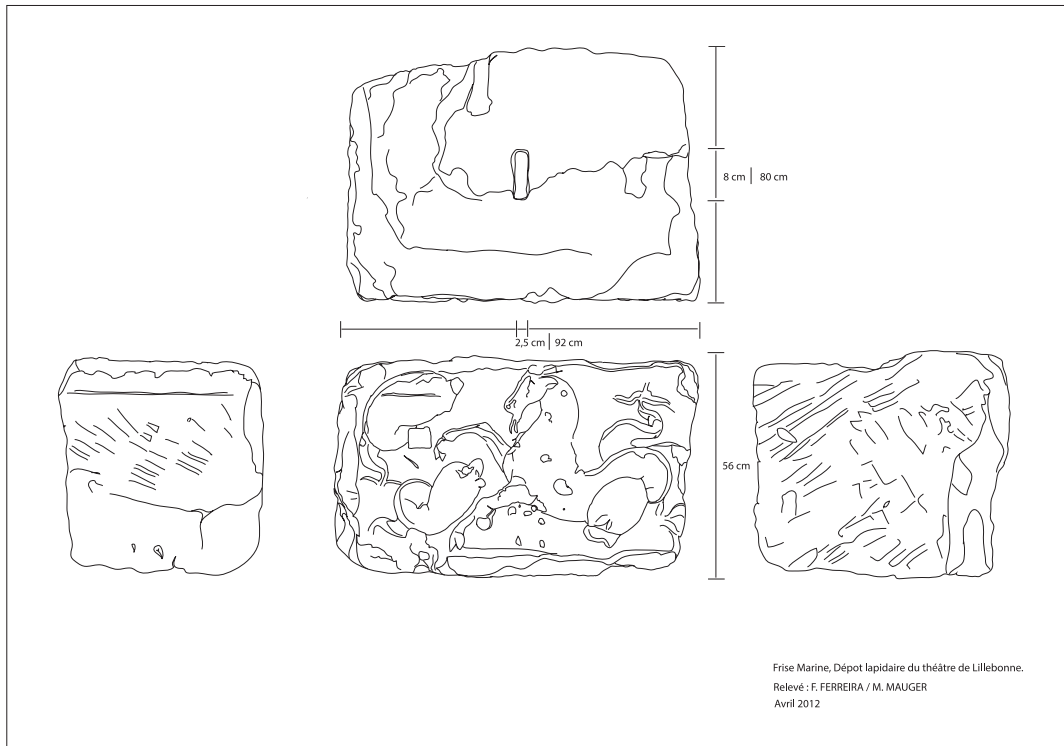 8 cm | 80 cm
2,5 cm | 92 cm
56 cm
Frise Marine, Dépot lapidaire du théâtre de Lillebonne.
Relevé : F. FERREIRA / M. MAUGER
Avril 2012